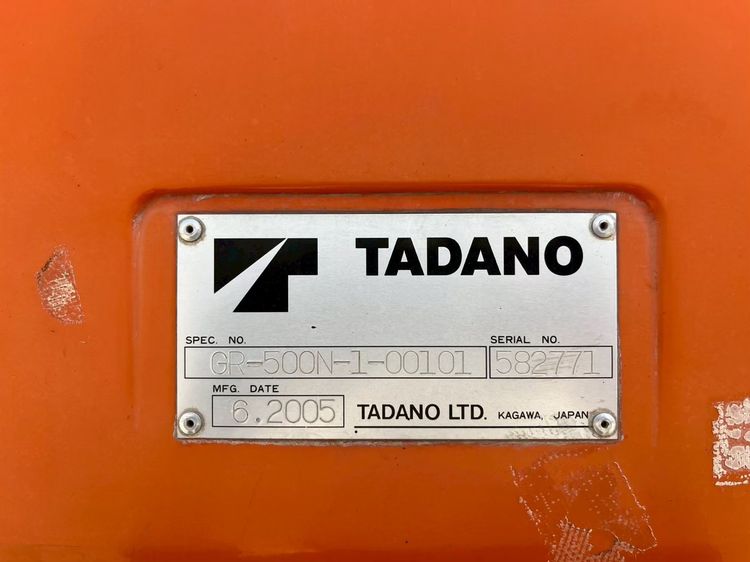 TADANO
SPEC. NO. SERIAL NO.
GR-500N-1-00101 582771
MFG. DATE
6.2005 TADANO LTD. KAGAWA, JAPAN